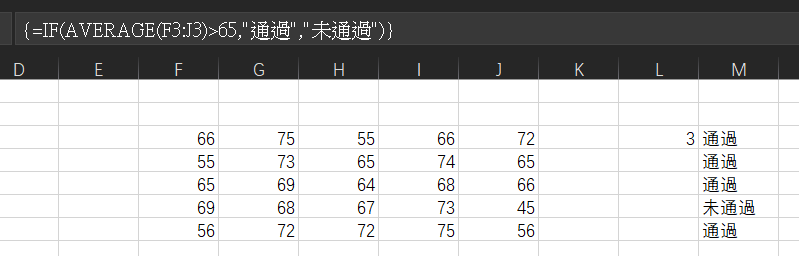 {=IF(AVERAGE(F3:J3)>65,"通過","未通過")}
D E F G H I J K L M
66 75 55 66 72 3 通過
55 73 65 74 65 通過
65 69 64 68 66 通過
69 68 67 73 45 未通過
56 72 72 75 56 通過